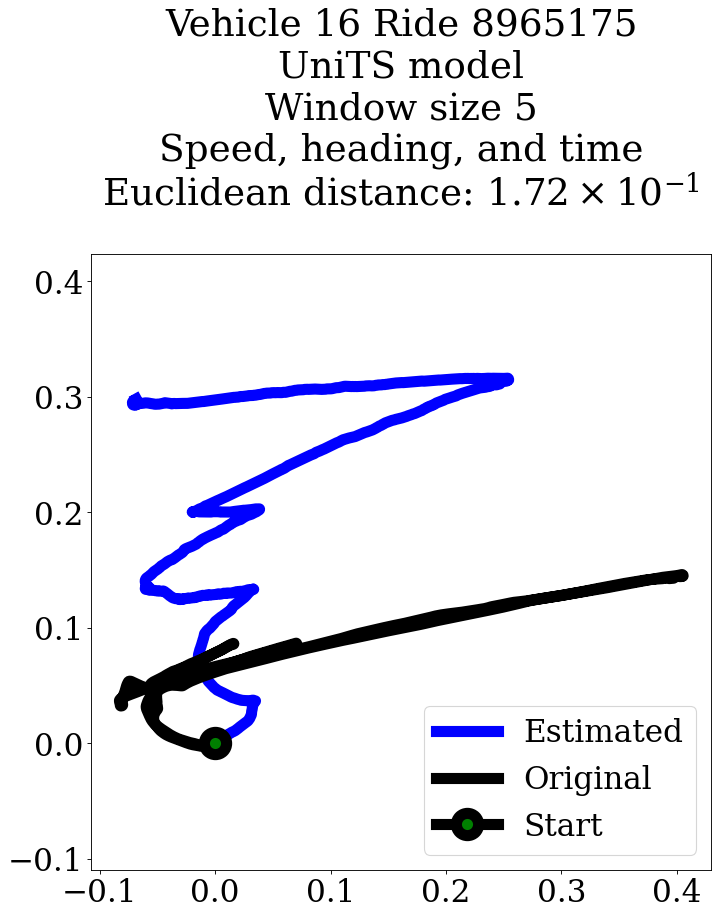 Vehicle 16 Ride 8965175
UniTS model
Window size 5
Speed, heading, and time
Euclidean distance: 1.72 × 10⁻¹
0.4
0.3
0.2
0.1
0.0
−0.1
−0.1 0.0 0.1 0.2 0.3 0.4
Estimated
Original
Start